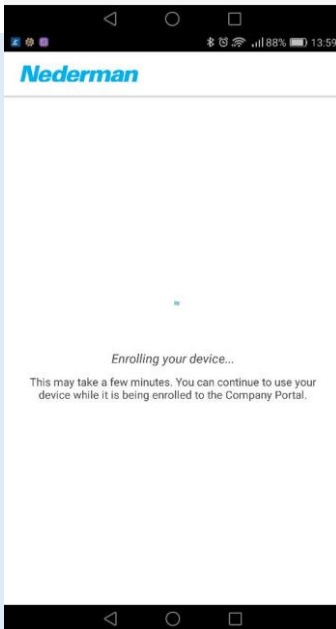 88% 13:59
Nederman
Enrolling your device...
This may take a few minutes. You can continue to use your
device while it is being enrolled to the Company Portal.